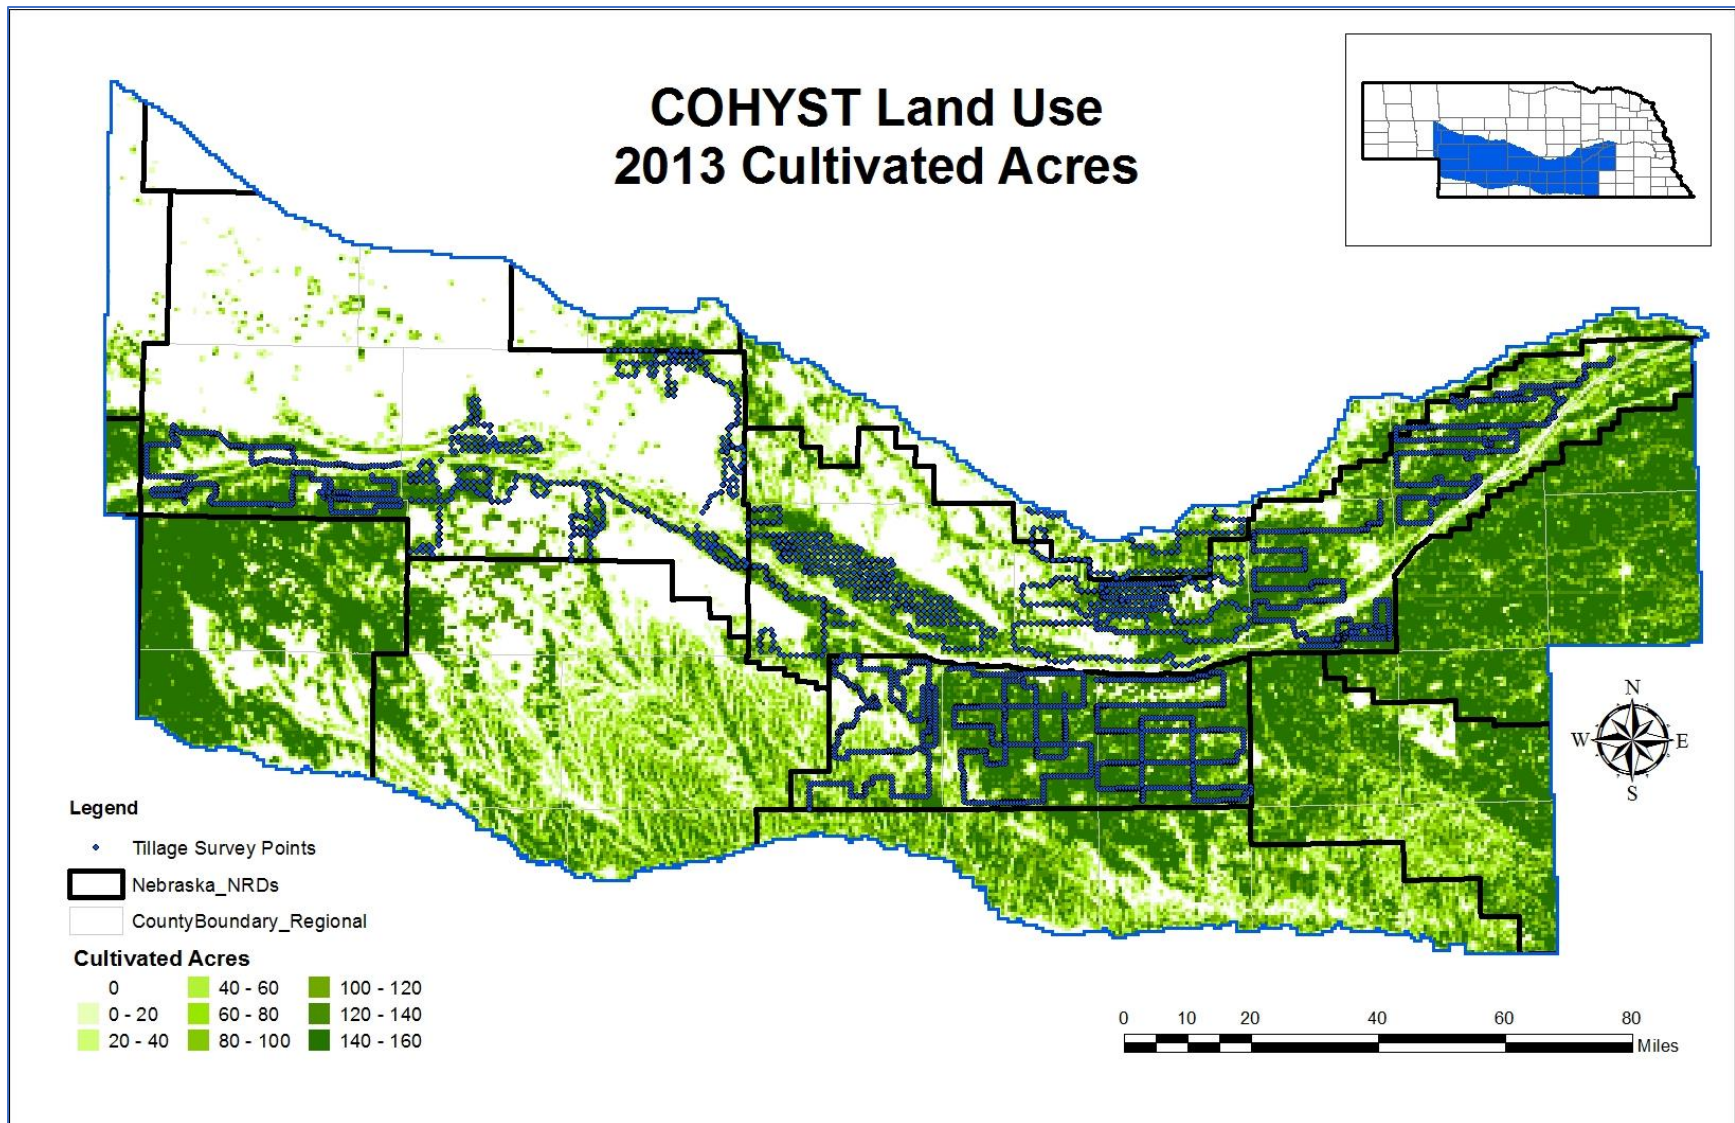 COHYST Land Use
2013 Cultivated Acres
N
W
E
S
Legend
Tillage Survey Points
Nebraska_NRDs
CountyBoundary_Regional
Cultivated Acres
0 40 - 60 100 - 120
0 - 20 60 - 80 120 - 140
20 - 40 80 - 100 140 - 160
0 10 20 40 60 80
Miles